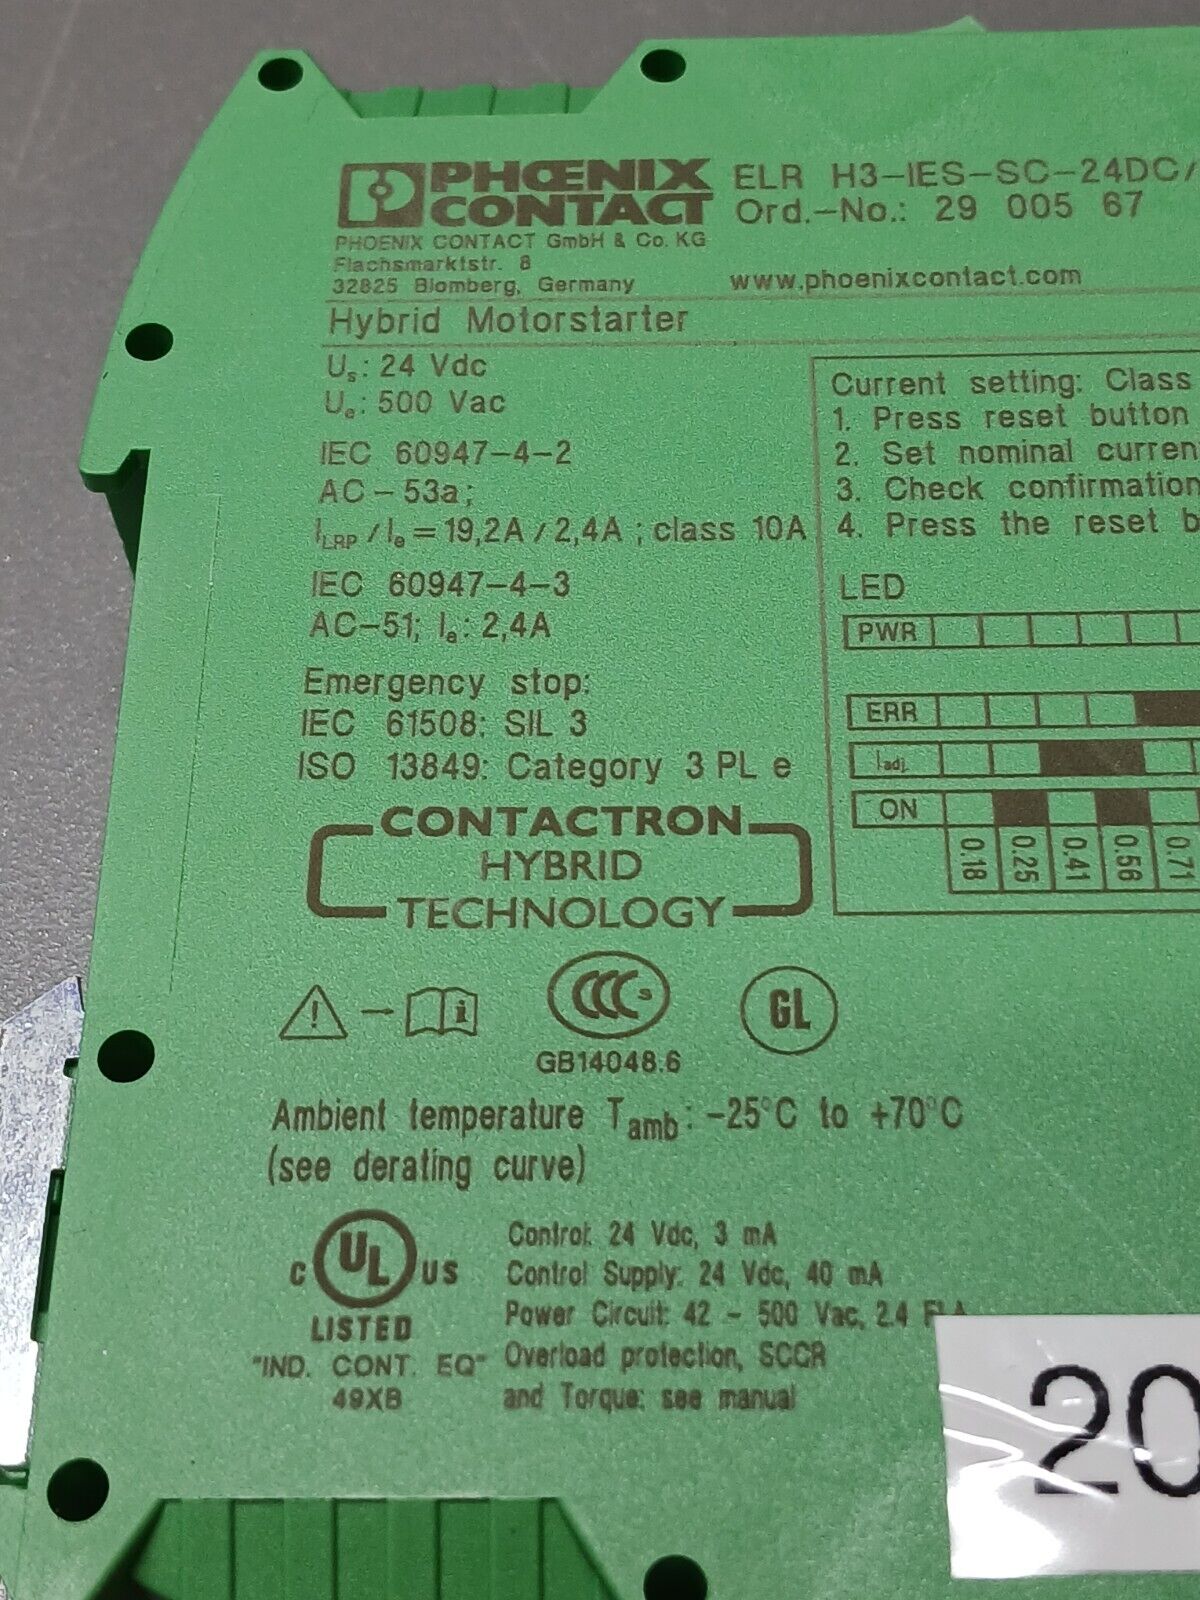 PHŒNIX
CONTACT
PHOENIX CONTACT GmbH & Co. KG
Flachsmarktstr. 8
32825 Blomberg, Germany
ELR H3-IES-SC-24DC/
Ord.-No.: 29 005 67
www.phoenixcontact.com
Hybrid Motorstarter
Us: 24 Vdc
Ue: 500 Vac
IEC 60947-4-2
AC-53a;
ILRP / Ie = 19,2A / 2,4A ; class 10A
IEC 60947-4-3
AC-51; Ie: 2,4A
Emergency stop:
IEC 61508: SIL 3
ISO 13849: Category 3 PL e
CONTACTRON
HYBRID
TECHNOLOGY
Current setting: Class
1. Press reset button
2. Set nominal curren
3. Check confirmation
4. Press the reset b
LED
PWR
ERR
Iadj.
ON
0.18 0.25 0.41 0.56 0.71
! i
CCC S
GL
GB14048.6
Ambient temperature Tamb: -25°C to +70°C
(see derating curve)
C UL US
LISTED
"IND. CONT. EQ"
49XB
Control: 24 Vdc, 3 mA
Control Supply: 24 Vdc, 40 mA
Power Circuit: 42 - 500 Vac, 2.4 FLA
Overload protection, SCCR
and Torque: see manual
20